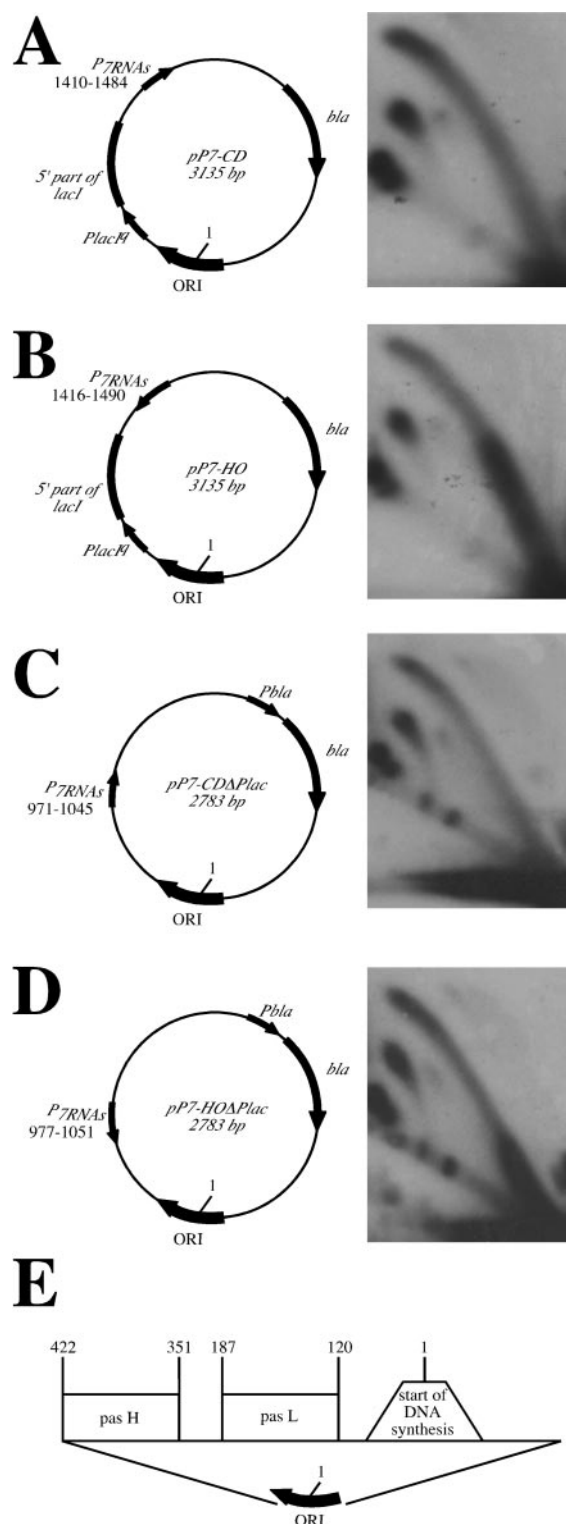 A
P7RNAs
1410-1484
bla
pP7-CD
3135 bp
5' part of
lacI
PlacIq
1
ORI
B
P7RNAs
1416-1490
bla
pP7-HO
3135 bp
5' part of
lacI
PlacIq
1
ORI
C
Pbla
bla
P7RNAs
971-1045
pP7-CDΔPlac
2783 bp
1
ORI
D
Pbla
bla
P7RNAs
977-1051
pP7-HOΔPlac
2783 bp
1
ORI
E
422 351 187 120 1
pas H
pas L
start of
DNA
synthesis
1
ORI